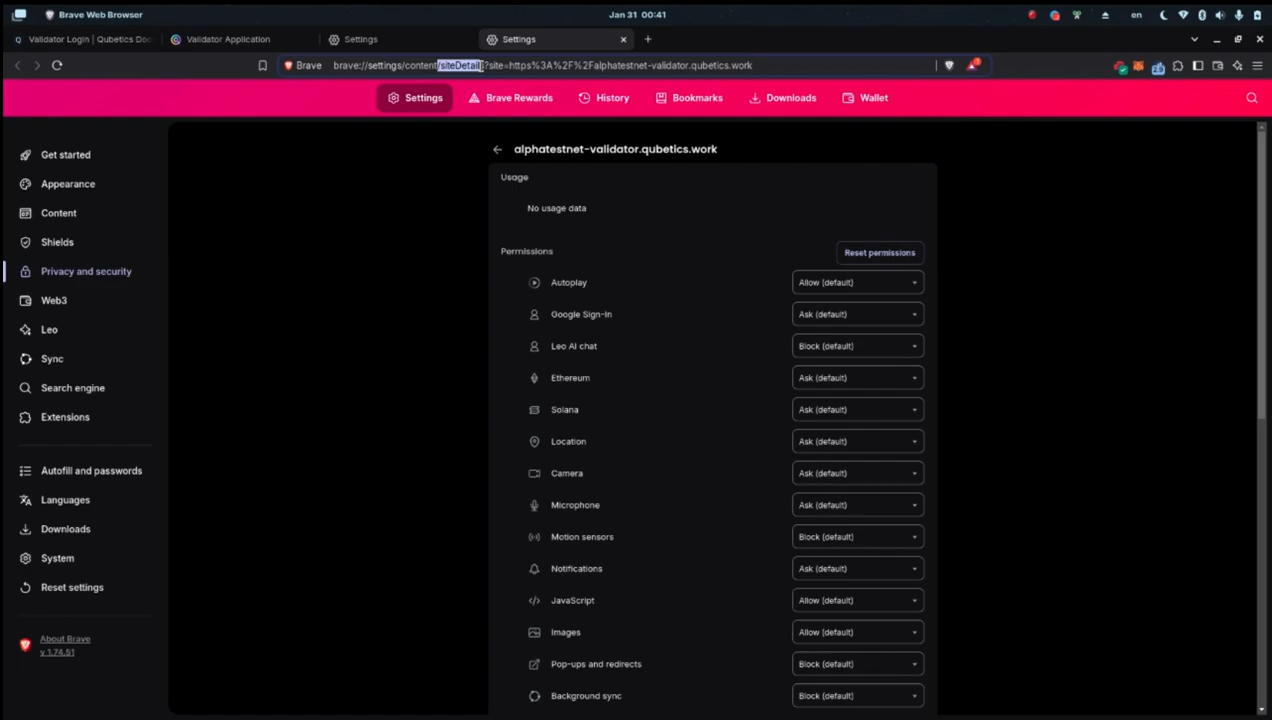 Brave Web Browser
Jan 31 00:41
en
Validator Login | Qubetics Doc
Validator Application
Settings
Settings
Brave
brave://settings/content/siteDetails?site=https%3A%2F%2Falphatestnet-validator.qubetics.work
Settings
Brave Rewards
History
Bookmarks
Downloads
Wallet
Get started
Appearance
Content
Shields
Privacy and security
Web3
Leo
Sync
Search engine
Extensions
Autofill and passwords
Languages
Downloads
System
Reset settings
About Brave
v 1.74.51
alphatestnet-validator.qubetics.work
Usage
No usage data
Permissions
Reset permissions
Autoplay
Allow (default)
Google Sign-In
Ask (default)
Leo AI chat
Block (default)
Ethereum
Ask (default)
Solana
Ask (default)
Location
Ask (default)
Camera
Ask (default)
Microphone
Ask (default)
Motion sensors
Block (default)
Notifications
Ask (default)
JavaScript
Allow (default)
Images
Allow (default)
Pop-ups and redirects
Block (default)
Background sync
Block (default)